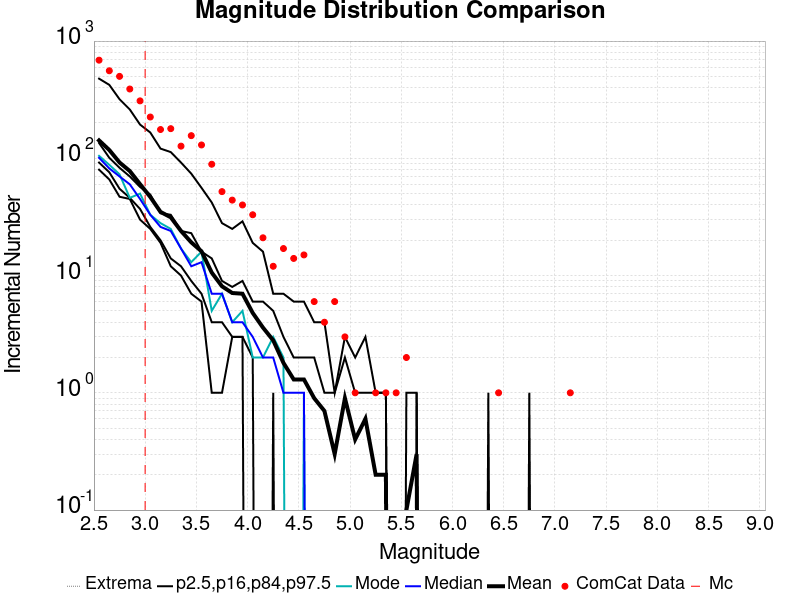 Magnitude Distribution Comparison
10^3
10^2
10^1
10^0
10^-1
Incremental Number
2.5 3.0 3.5 4.0 4.5 5.0 5.5 6.0 6.5 7.0 7.5 8.0 8.5 9.0
Magnitude
Extrema p2.5,p16,p84,p97.5 Mode Median Mean ComCat Data Mc